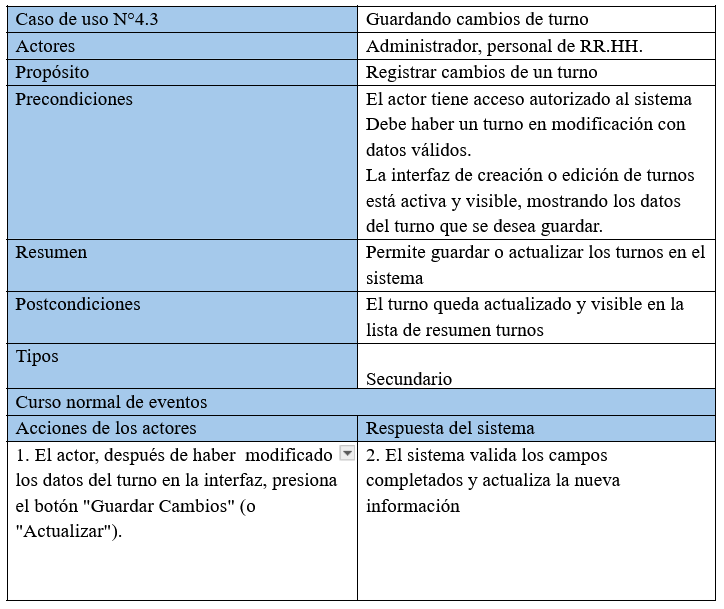 Caso de uso N°4.3
Guardando cambios de turno
Actores
Administrador, personal de RR.HH.
Propósito
Registrar cambios de un turno
Precondiciones
El actor tiene acceso autorizado al sistema
Debe haber un turno en modificación con
datos válidos.
La interfaz de creación o edición de turnos
está activa y visible, mostrando los datos
del turno que se desea guardar.
Resumen
Permite guardar o actualizar los turnos en el
sistema
Postcondiciones
El turno queda actualizado y visible en la
lista de resumen turnos
Tipos
Secundario
Curso normal de eventos
Acciones de los actores
Respuesta del sistema
1. El actor, después de haber  modificado
los datos del turno en la interfaz, presiona
el botón "Guardar Cambios" (o
"Actualizar").
2. El sistema valida los campos
completados y actualiza la nueva
información